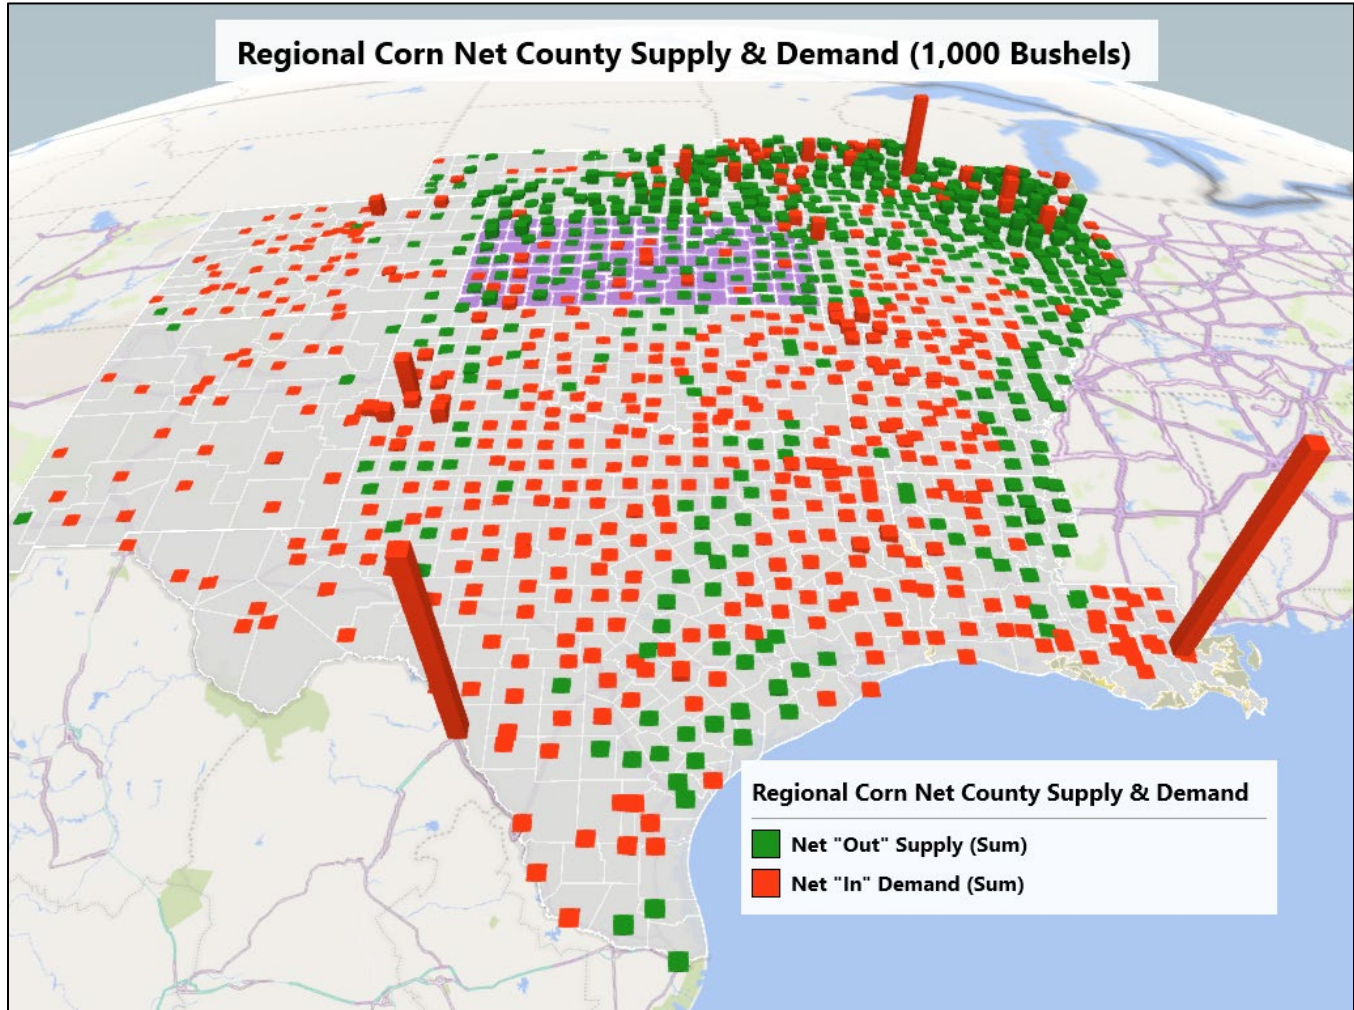 Regional Corn Net County Supply & Demand (1,000 Bushels)
Regional Corn Net County Supply & Demand
Net "Out" Supply (Sum)
Net "In" Demand (Sum)